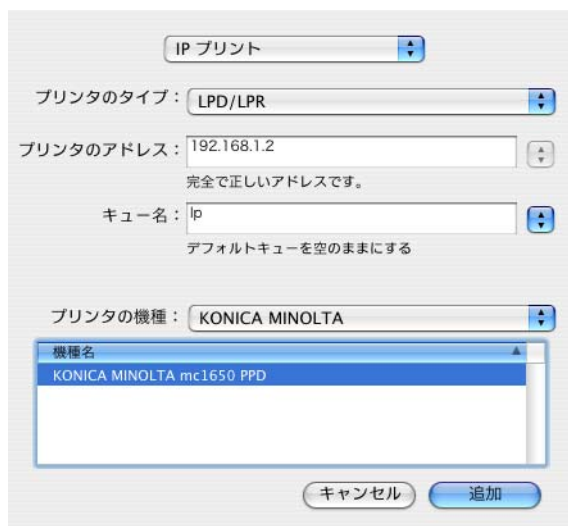 IP プリント
プリンタのタイプ： LPD/LPR
プリンタのアドレス： 192.168.1.2
完全で正しいアドレスです。
キュー名： lp
デフォルトキューを空のままにする
プリンタの機種： KONICA MINOLTA
機種名
KONICA MINOLTA mc1650 PPD
キャンセル 追加